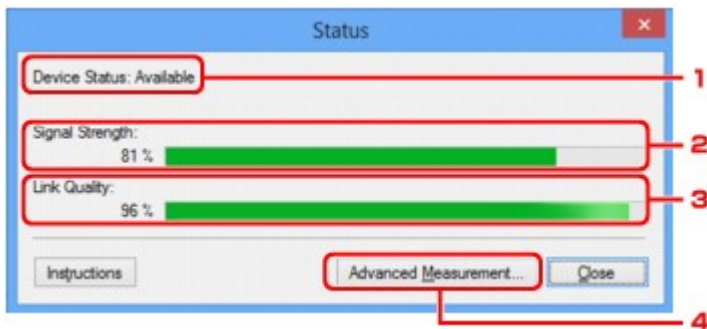 Status
Device Status: Available
1
Signal Strength:
81 %
2
Link Quality:
96 %
3
Instructions
Advanced Measurement...
Close
4